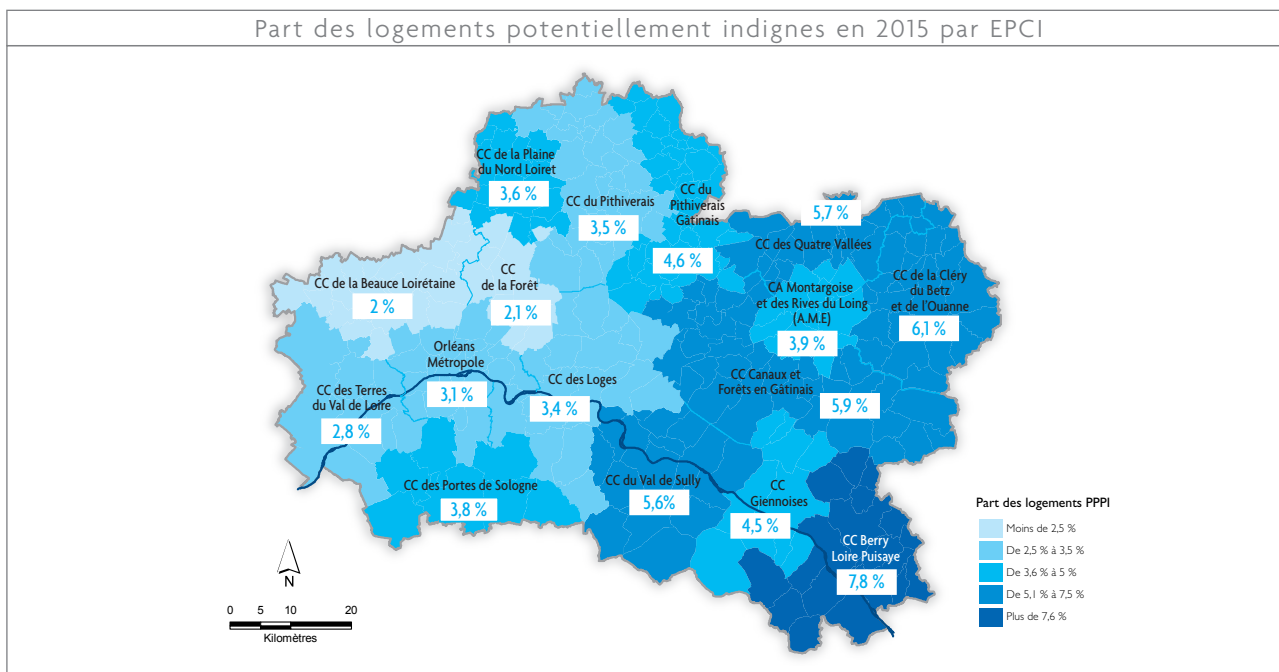 Part des logements potentiellement indignes en 2015 par EPCI
CC de la Plaine
du Nord Loiret
3,6 %
CC du Pithiverais
3,5 %
CC du
Pithiverais
Gâtinais
4,6 %
5,7 %
CC des Quatre Vallées
CC de la Cléry
du Betz
et de l'Ouanne
6,1 %
CC de la Beauce Loirétaine
2 %
CC
de la Forêt
2,1 %
CA Montargoise
et des Rives du Loing
(A.M.E)
3,9 %
Orléans
Métropole
3,1 %
CC des Loges
3,4 %
CC Canaux et
Forêts en Gâtinais
5,9 %
CC des Terres
du Val de Loire
2,8 %
CC des Portes de Sologne
3,8 %
CC du Val de Sully
5,6%
CC
Giennoises
4,5 %
CC Berry
Loire Puisaye
7,8 %
Part des logements PPPI
Moins de 2,5 %
De 2,5 % à 3,5 %
De 3,6 % à 5 %
De 5,1 % à 7,5 %
Plus de 7,6 %
N
0 5 10 20
Kilomètres